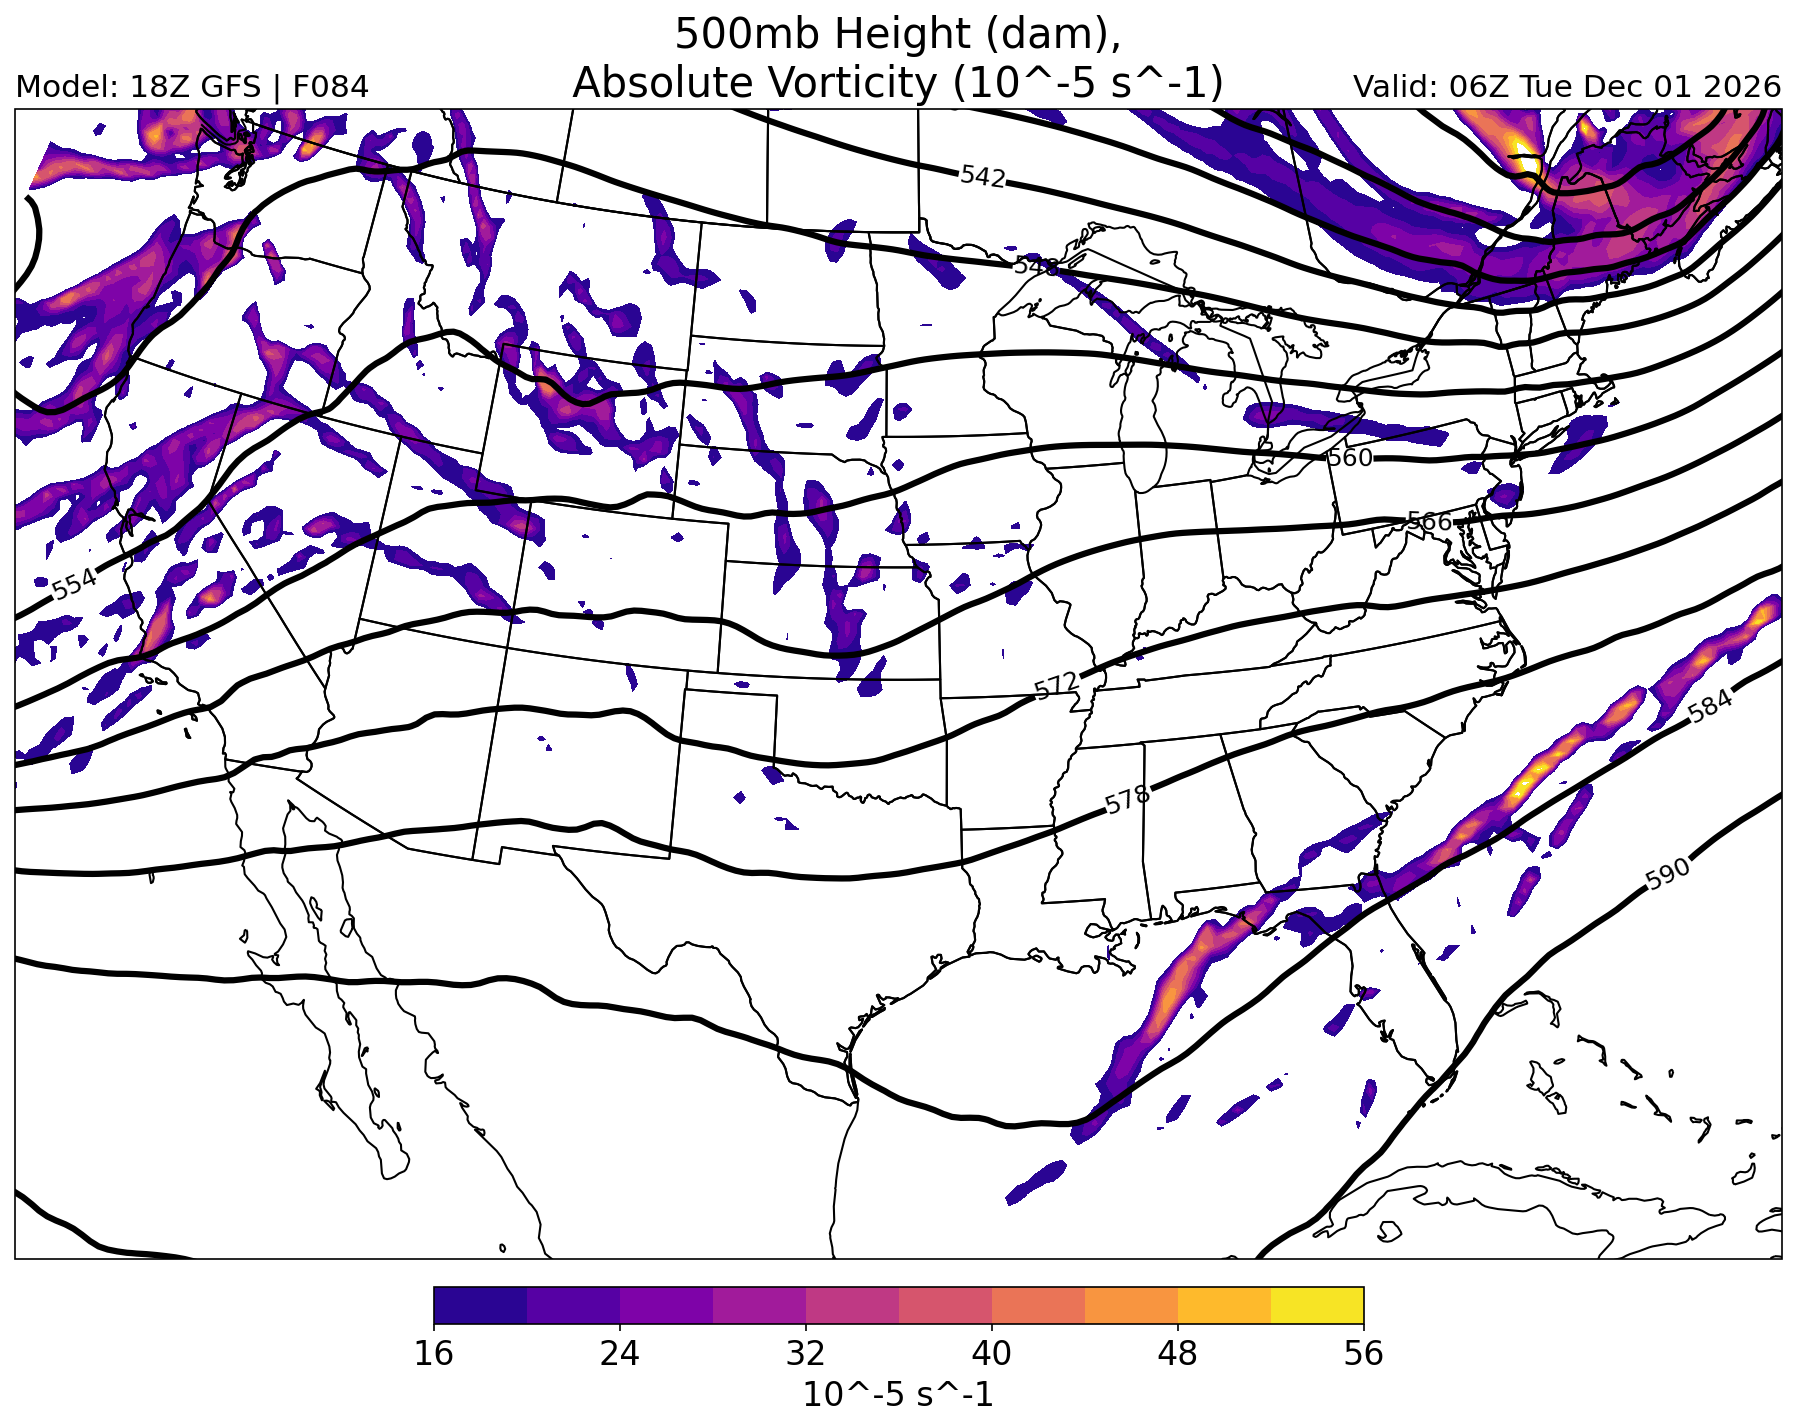 500mb Height (dam),
Model: 18Z GFS | F084
Absolute Vorticity (10^-5 s^-1)
Valid: 06Z Tue Dec 01 2026
542
548
560
566
554
572
584
578
590
16 24 32 40 48 56
10^-5 s^-1